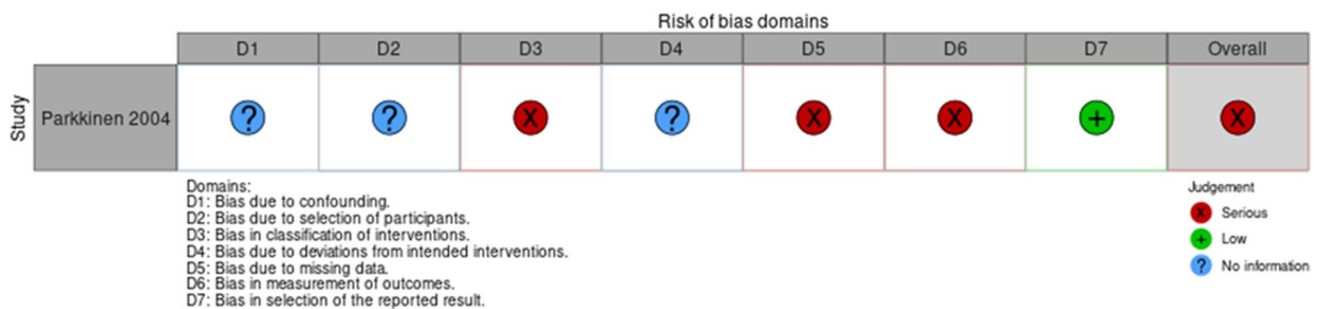 Risk of bias domains
D1 D2 D3 D4 D5 D6 D7 Overall
Study
Parkkinen 2004 ? ? X ? X X + X
Domains:
D1: Bias due to confounding.
D2: Bias due to selection of participants.
D3: Bias in classification of interventions.
D4: Bias due to deviations from intended interventions.
D5: Bias due to missing data.
D6: Bias in measurement of outcomes.
D7: Bias in selection of the reported result.
Judgement
X Serious
+ Low
? No information